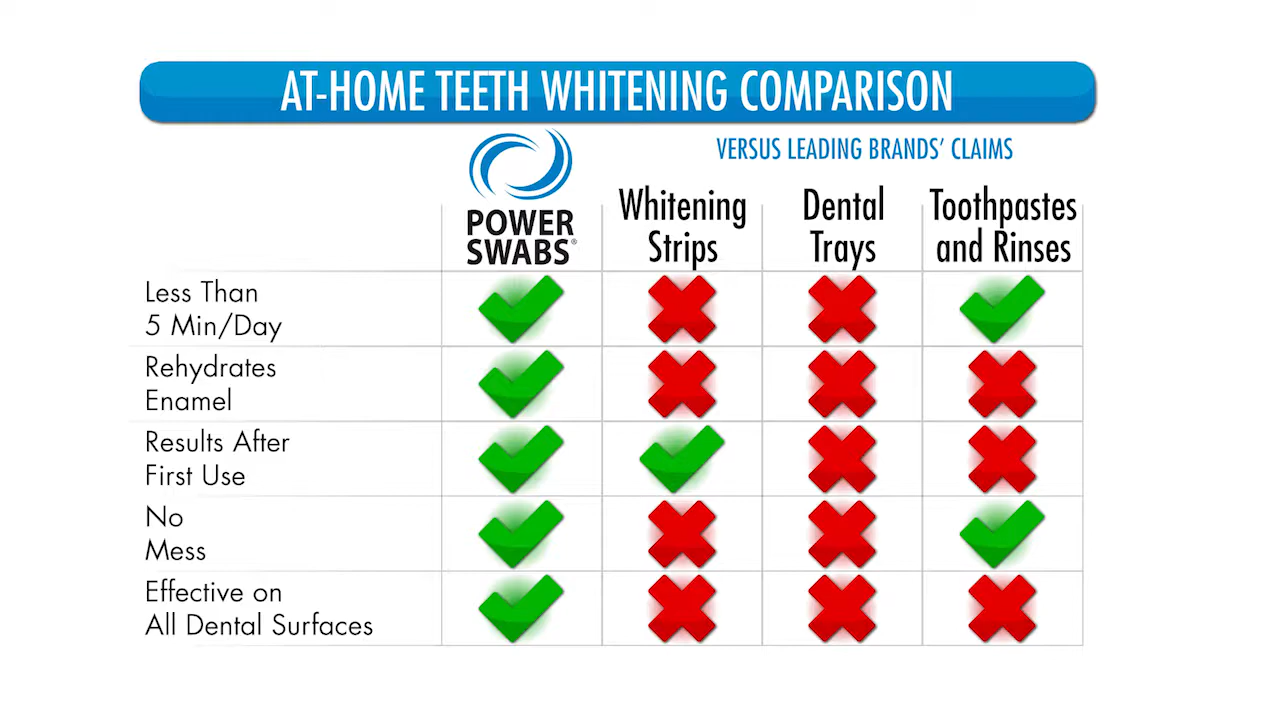 AT-HOME TEETH WHITENING COMPARISON
VERSUS LEADING BRANDS' CLAIMS
POWER
SWABS®
Whitening
Strips
Dental
Trays
Toothpastes
and Rinses
Less Than
5 Min/Day
Rehydrates
Enamel
Results After
First Use
No
Mess
Effective on
All Dental Surfaces